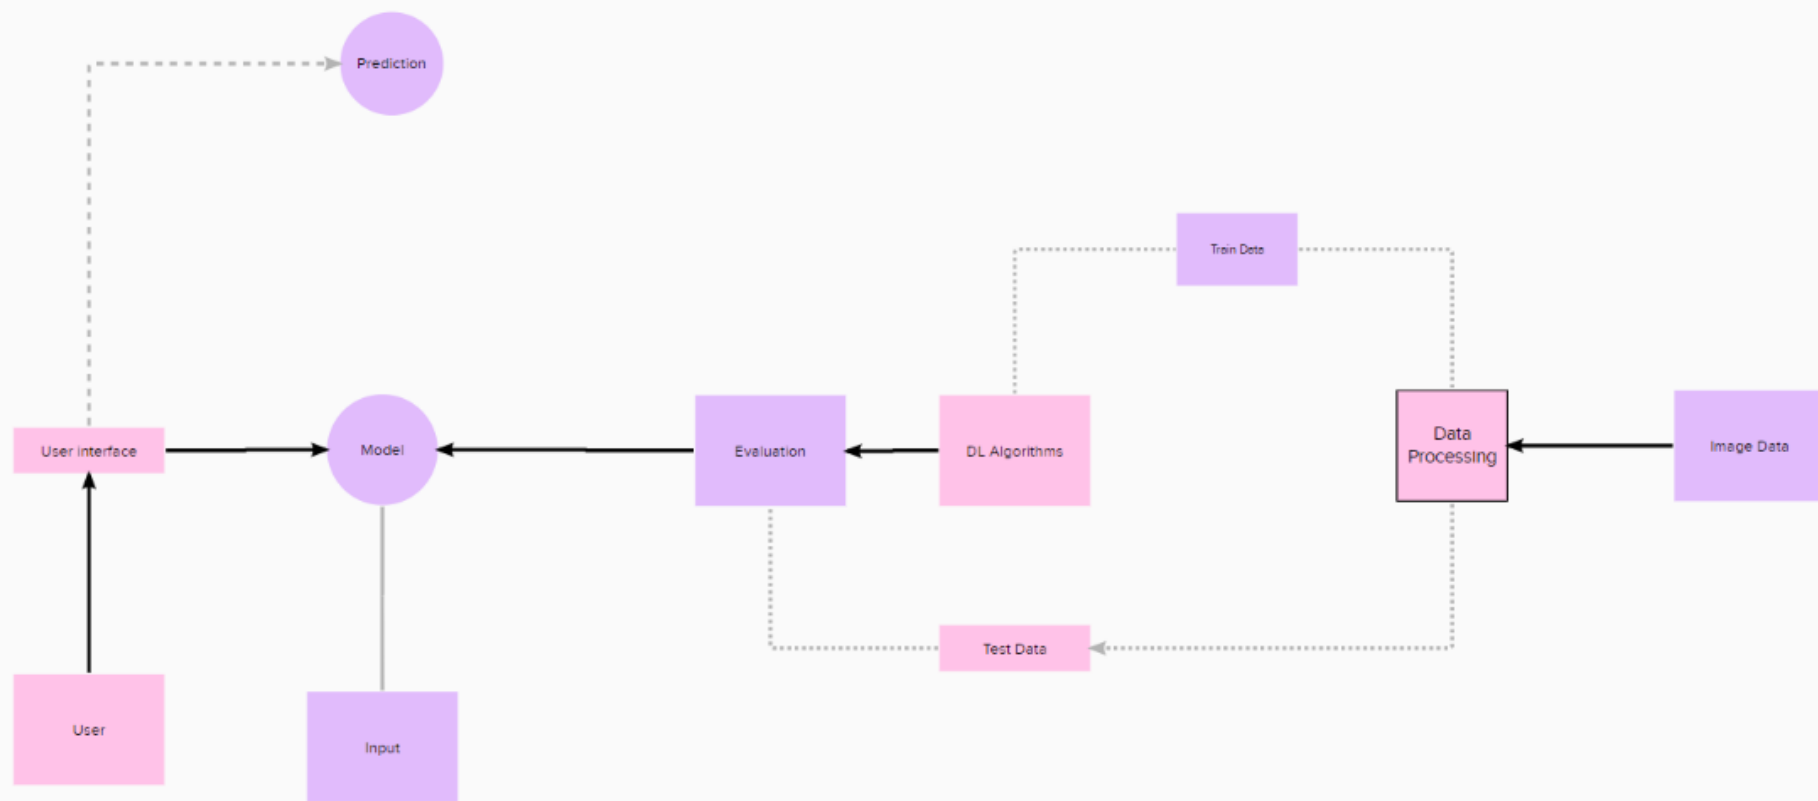 Prediction
Train Data
User interface
Model
Evaluation
DL Algorithms
Data
Processing
Image Data
Test Data
User
Input